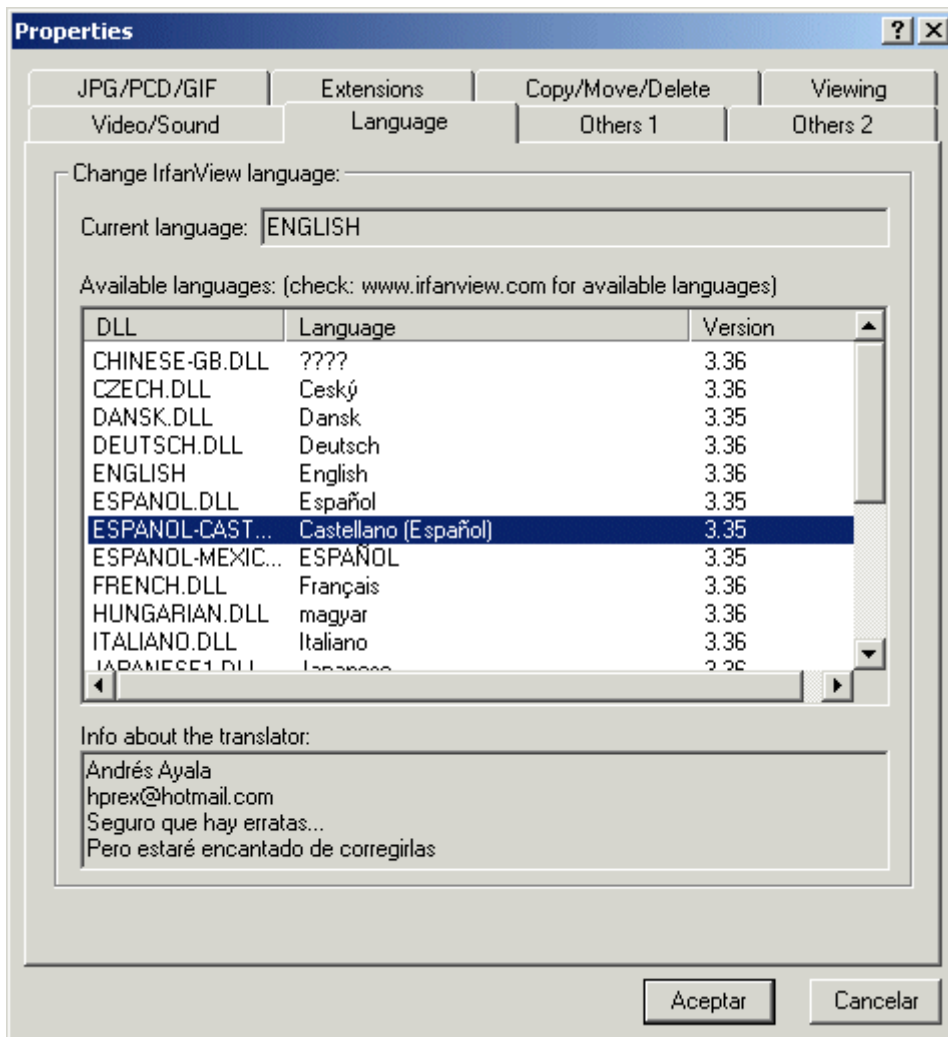 Properties
JPG/PCD/GIF Extensions Copy/Move/Delete Viewing
Video/Sound Language Others 1 Others 2
Change IrfanView language:
Current language: ENGLISH
Available languages: (check: www.irfanview.com for available languages)
DLL Language Version
CHINESE-GB.DLL ???? 3.36
CZECH.DLL Ceský 3.36
DANSK.DLL Dansk 3.35
DEUTSCH.DLL Deutsch 3.36
ENGLISH English 3.36
ESPANOL.DLL Español 3.35
ESPANOL-CAST... Castellano (Español) 3.35
ESPANOL-MEXIC... ESPAÑOL 3.35
FRENCH.DLL Français 3.36
HUNGARIAN.DLL magyar 3.36
ITALIANO.DLL Italiano 3.36
JAPANESE1.DLL Japanese 3.36
Info about the translator:
Andrés Ayala
hprex@hotmail.com
Seguro que hay erratas...
Pero estaré encantado de corregirlas
Aceptar Cancelar